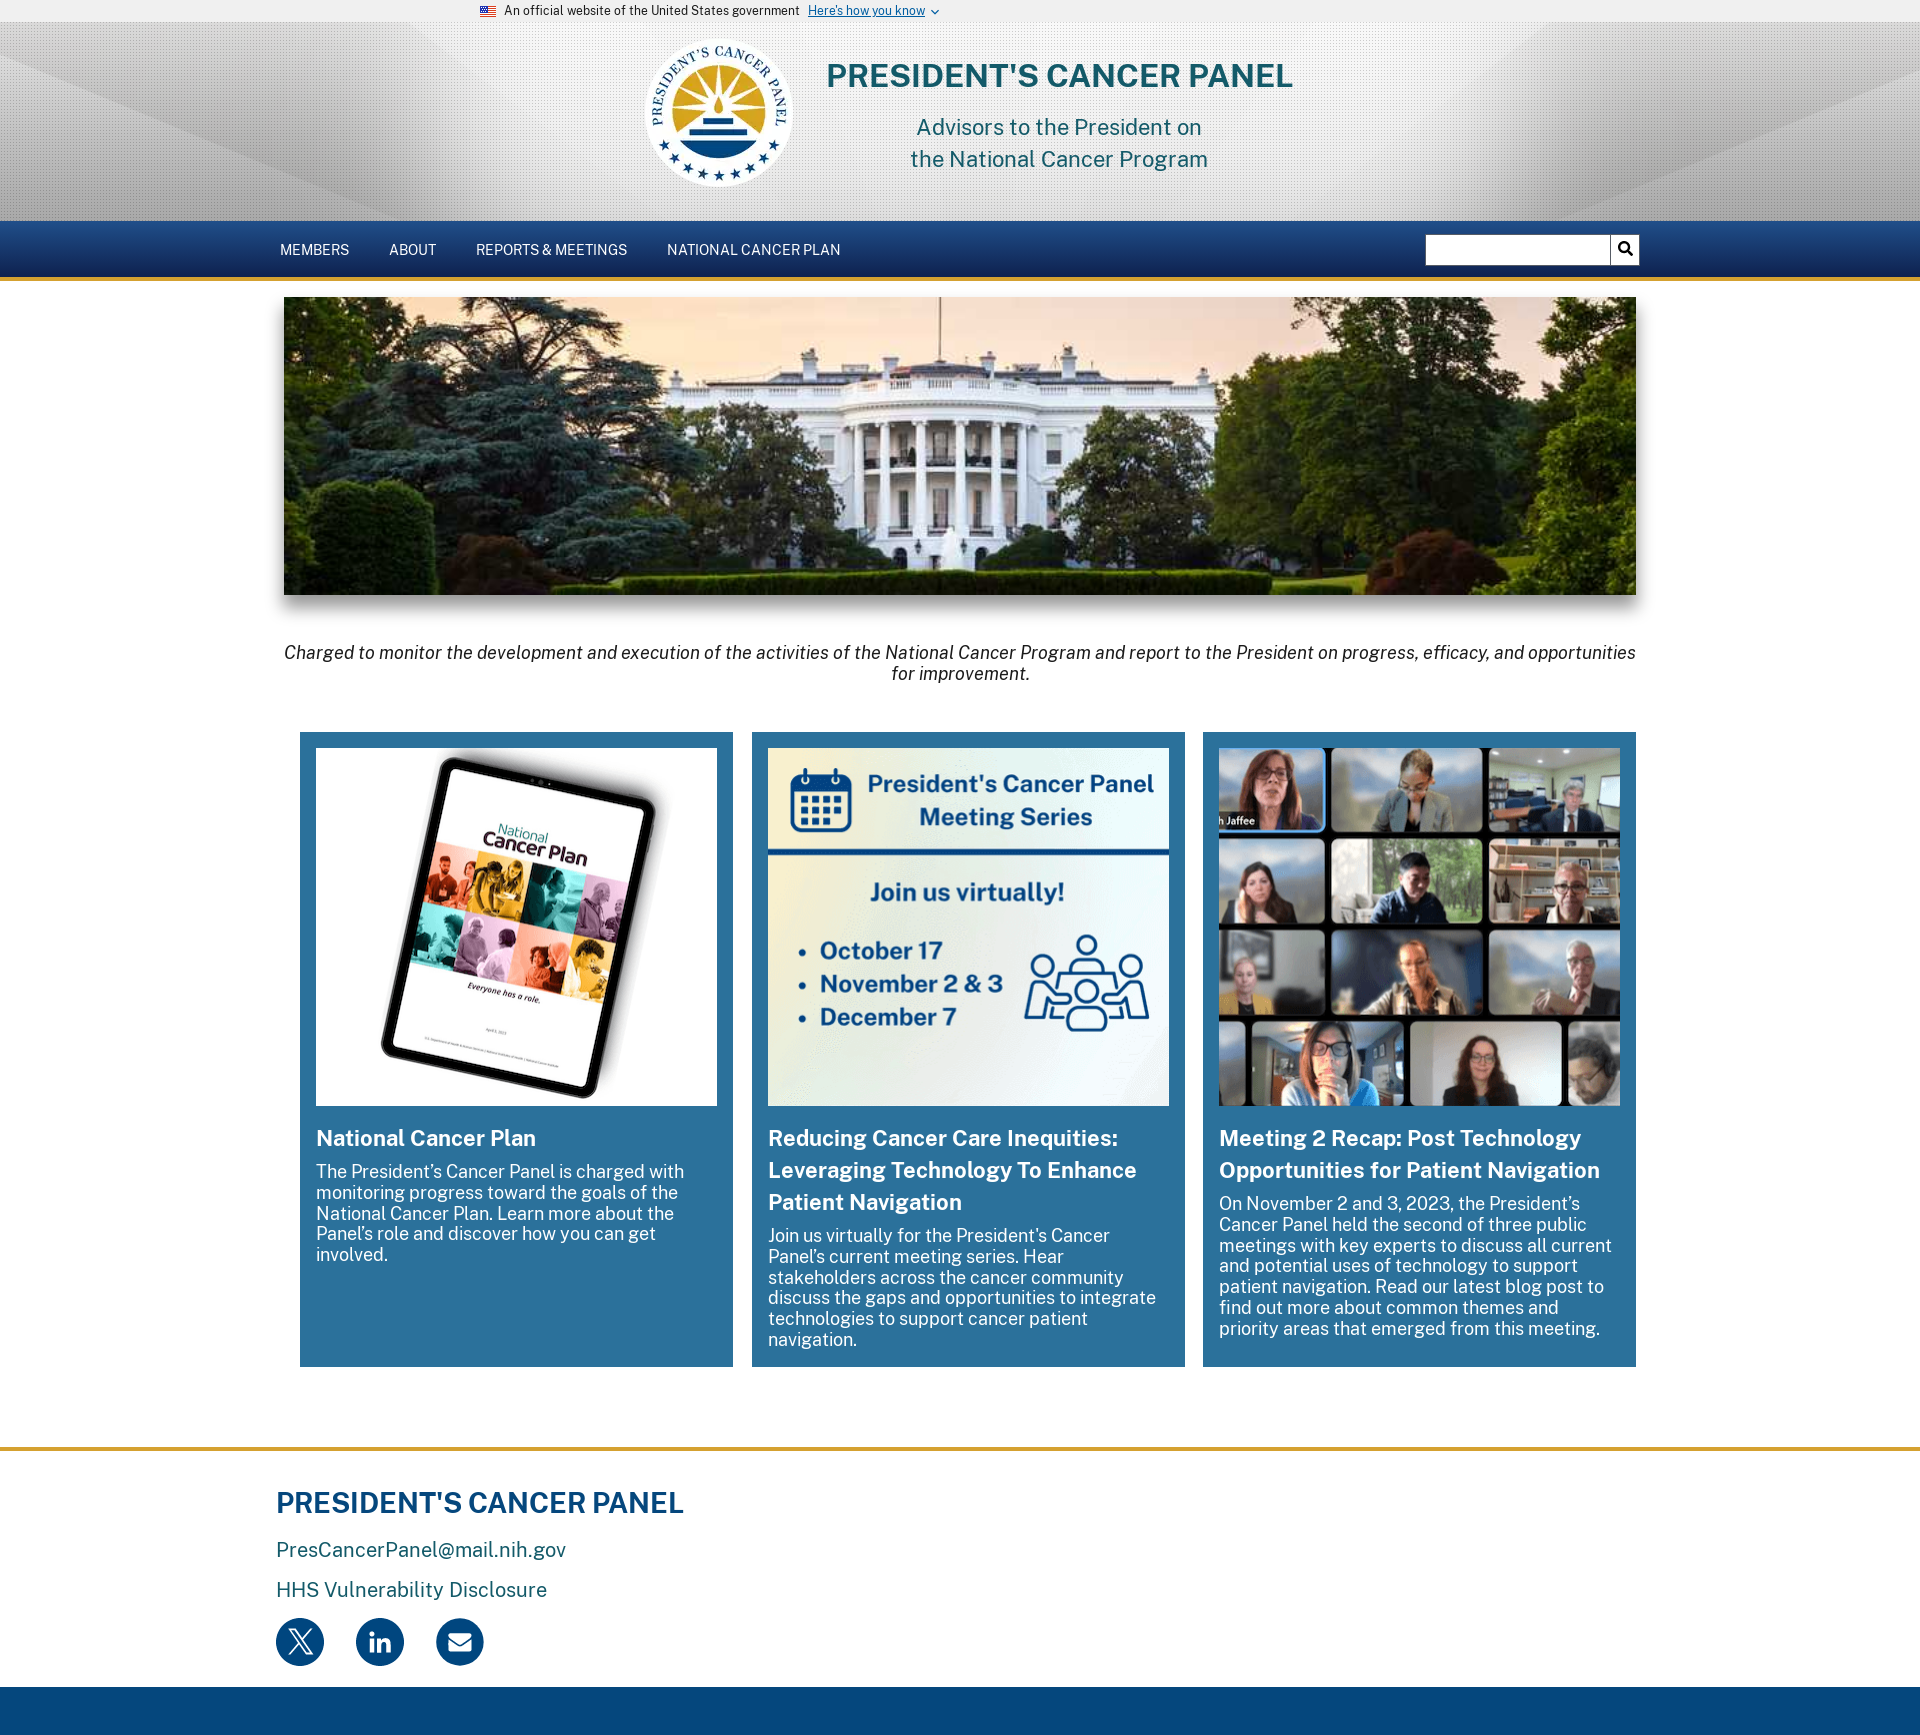 An official website of the United States government Here's how you know
PRESIDENT'S CANCER PANEL
PRESIDENT'S CANCER PANEL
Advisors to the President on
the National Cancer Program
MEMBERS ABOUT REPORTS & MEETINGS NATIONAL CANCER PLAN
Charged to monitor the development and execution of the activities of the National Cancer Program and report to the President on progress, efficacy, and opportunities
for improvement.
National
Cancer Plan
Everyone has a role.
National Cancer Plan
The President’s Cancer Panel is charged with
monitoring progress toward the goals of the
National Cancer Plan. Learn more about the
Panel’s role and discover how you can get
involved.
President's Cancer Panel
Meeting Series
Join us virtually!
• October 17
• November 2 & 3
• December 7
Reducing Cancer Care Inequities:
Leveraging Technology To Enhance
Patient Navigation
Join us virtually for the President's Cancer
Panel’s current meeting series. Hear
stakeholders across the cancer community
discuss the gaps and opportunities to integrate
technologies to support cancer patient
navigation.
h Jaffee
Meeting 2 Recap: Post Technology
Opportunities for Patient Navigation
On November 2 and 3, 2023, the President’s
Cancer Panel held the second of three public
meetings with key experts to discuss all current
and potential uses of technology to support
patient navigation. Read our latest blog post to
find out more about common themes and
priority areas that emerged from this meeting.
PRESIDENT'S CANCER PANEL
PresCancerPanel@mail.nih.gov
HHS Vulnerability Disclosure